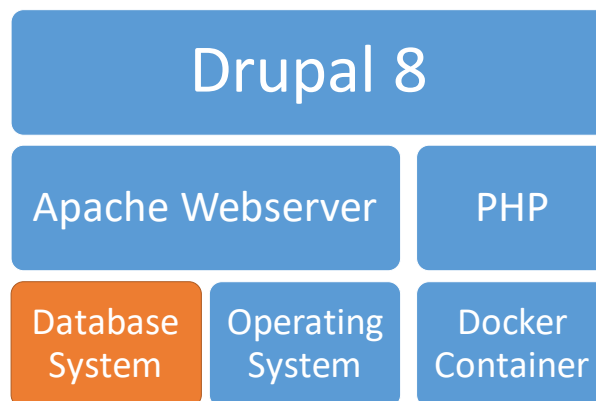 Drupal 8
Apache Webserver
PHP
Database
System
Operating
System
Docker
Container